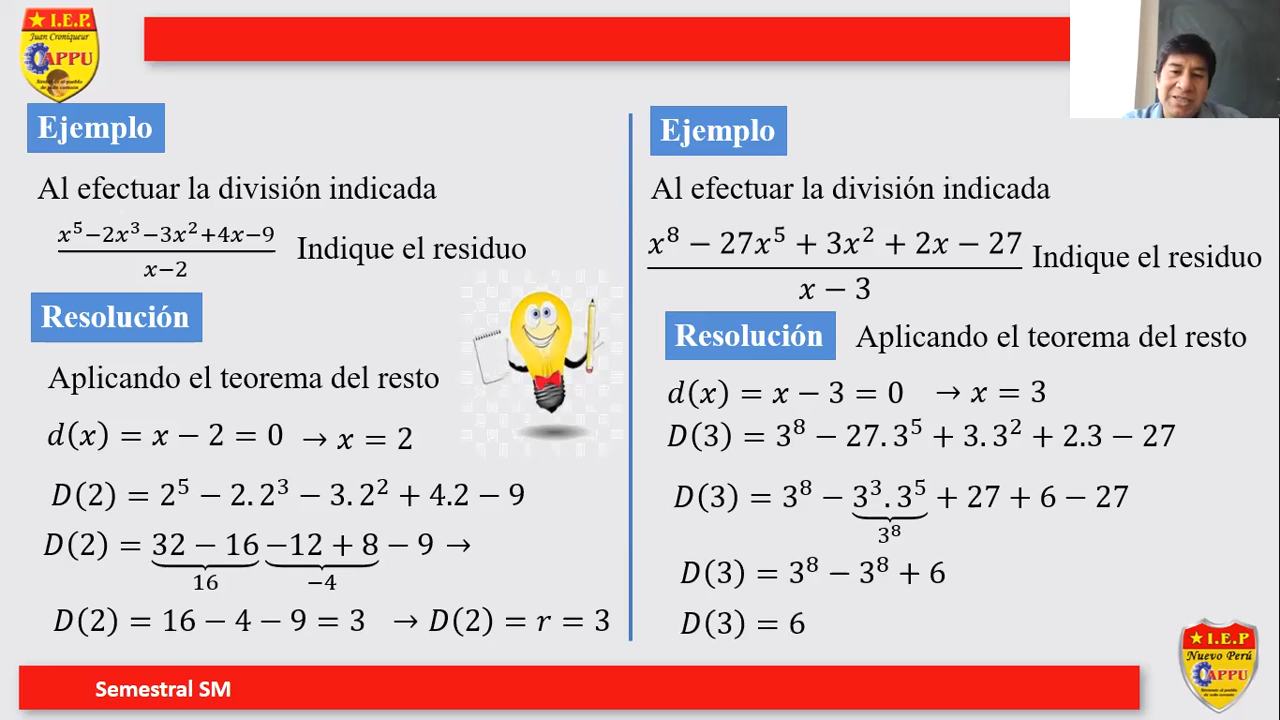 ★ I.E.P.
Juan Croniqueur
CAPPU
Ejemplo
Al efectuar la división indicada
x⁵−2x³−3x²+4x−9
x−2
Indique el residuo
Resolución
Aplicando el teorema del resto
d(x) = x − 2 = 0 → x = 2
D(2) = 2⁵ − 2. 2³ − 3. 2² + 4.2 − 9
D(2) = 32 − 16 −12 + 8 − 9 →
16 −4
D(2) = 16 − 4 − 9 = 3 → D(2) = r = 3
Ejemplo
Al efectuar la división indicada
x⁸ − 27x⁵ + 3x² + 2x − 27
x − 3
Indique el residuo
Resolución Aplicando el teorema del resto
d(x) = x − 3 = 0 → x = 3
D(3) = 3⁸ − 27. 3⁵ + 3. 3² + 2.3 − 27
D(3) = 3⁸ − 3³. 3⁵ + 27 + 6 − 27
3⁸
D(3) = 3⁸ − 3⁸ + 6
D(3) = 6
Semestral SM
★ I.E.P
Nuevo Perú
CAPPU